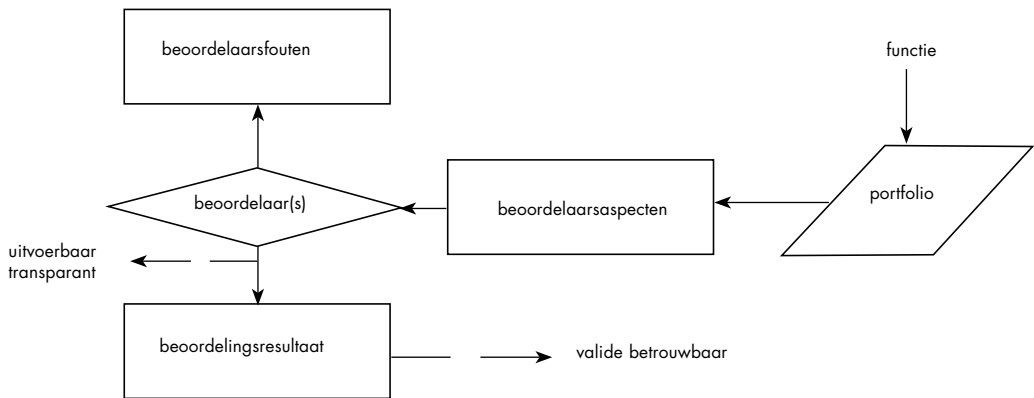 beoordelaarsfouten
functie
beoordelaar(s)
beoordelaarsaspecten
portfolio
uitvoerbaar
transparant
beoordelingsresultaat
valide betrouwbaar